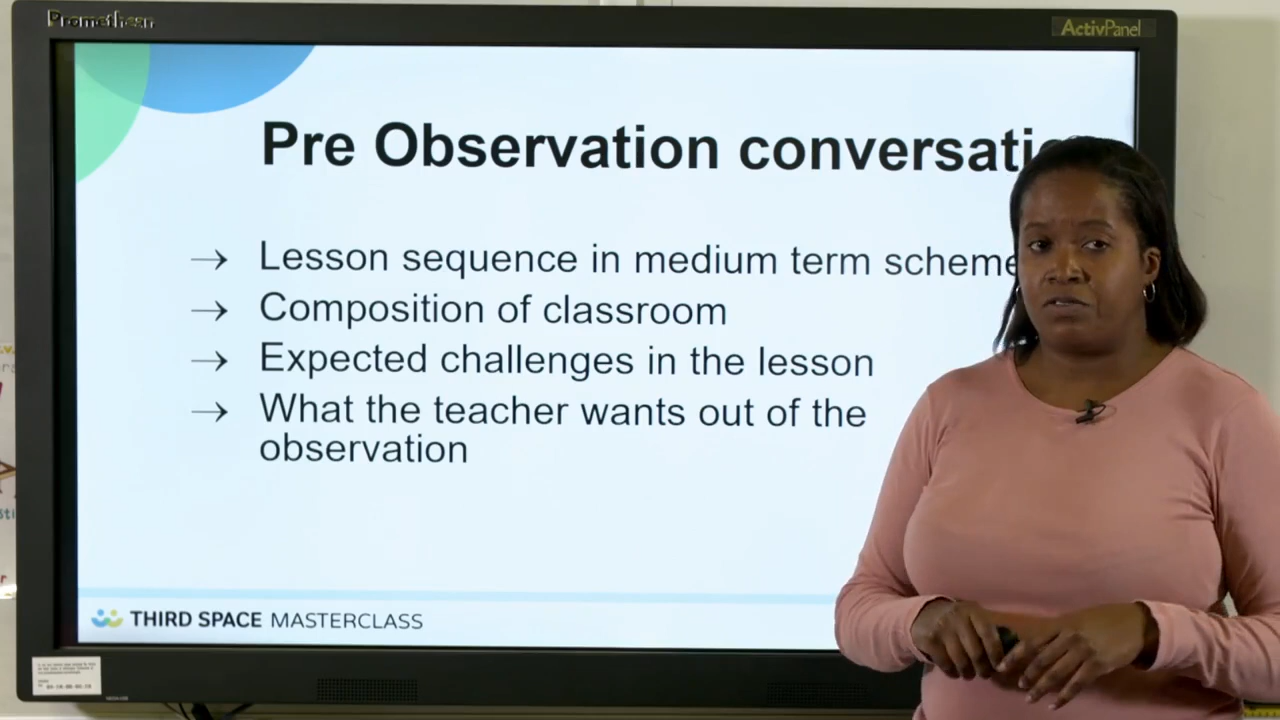 Promethean
ActivPanel
Pre Observation conversatio
→ Lesson sequence in medium term scheme
→ Composition of classroom
→ Expected challenges in the lesson
→ What the teacher wants out of the
observation
THIRD SPACE MASTERCLASS